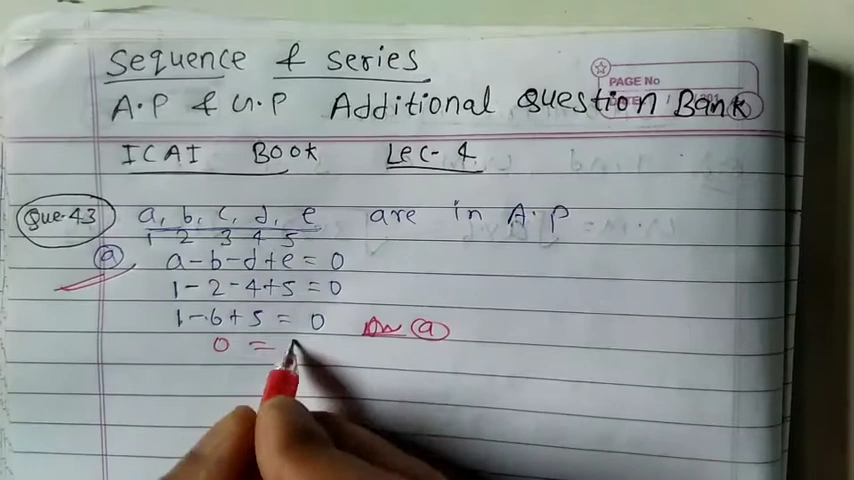 Sequence & series
PAGE No
A.P & G.P Additional Question Bank
ICAI BOOK Lec-4
Que-43 a, b, c, d, e are in A.P
1 2 3 4 5
(a) a-b-d+e=0
1-2-4+5=0
1-6+5=0 Ans (a)
0 =